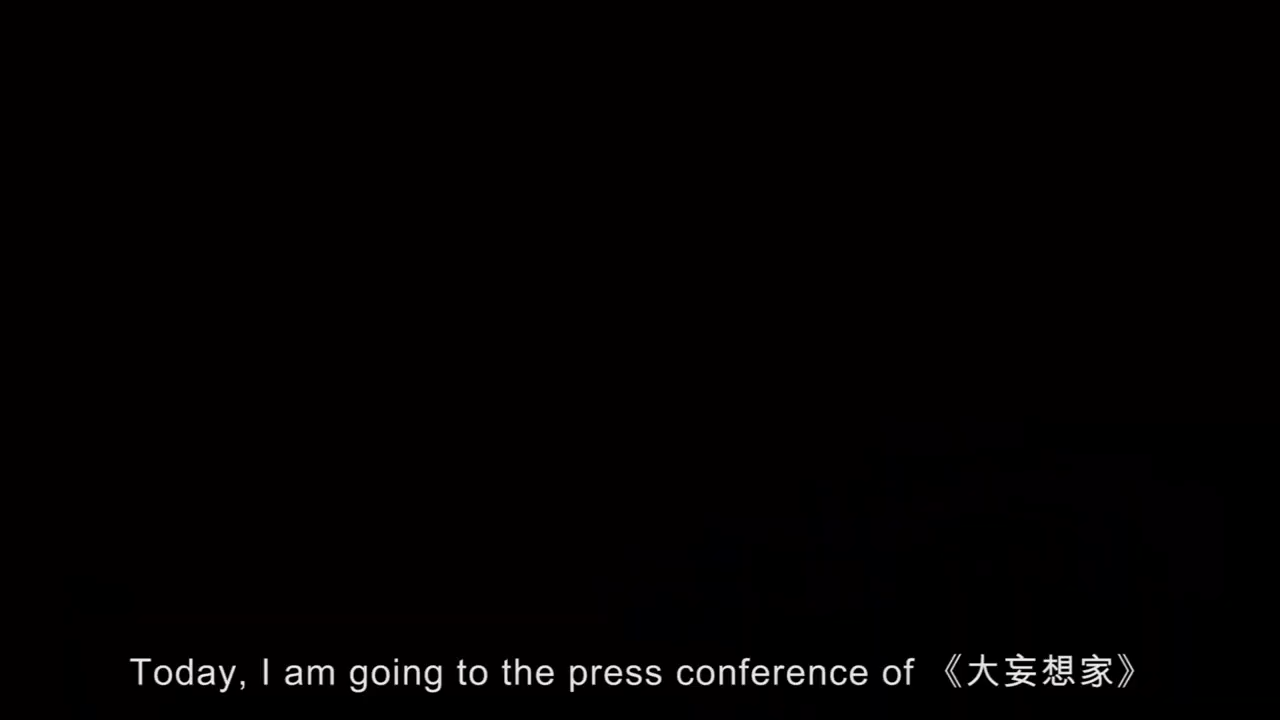 Today, I am going to the press conference of 《大妄想家》